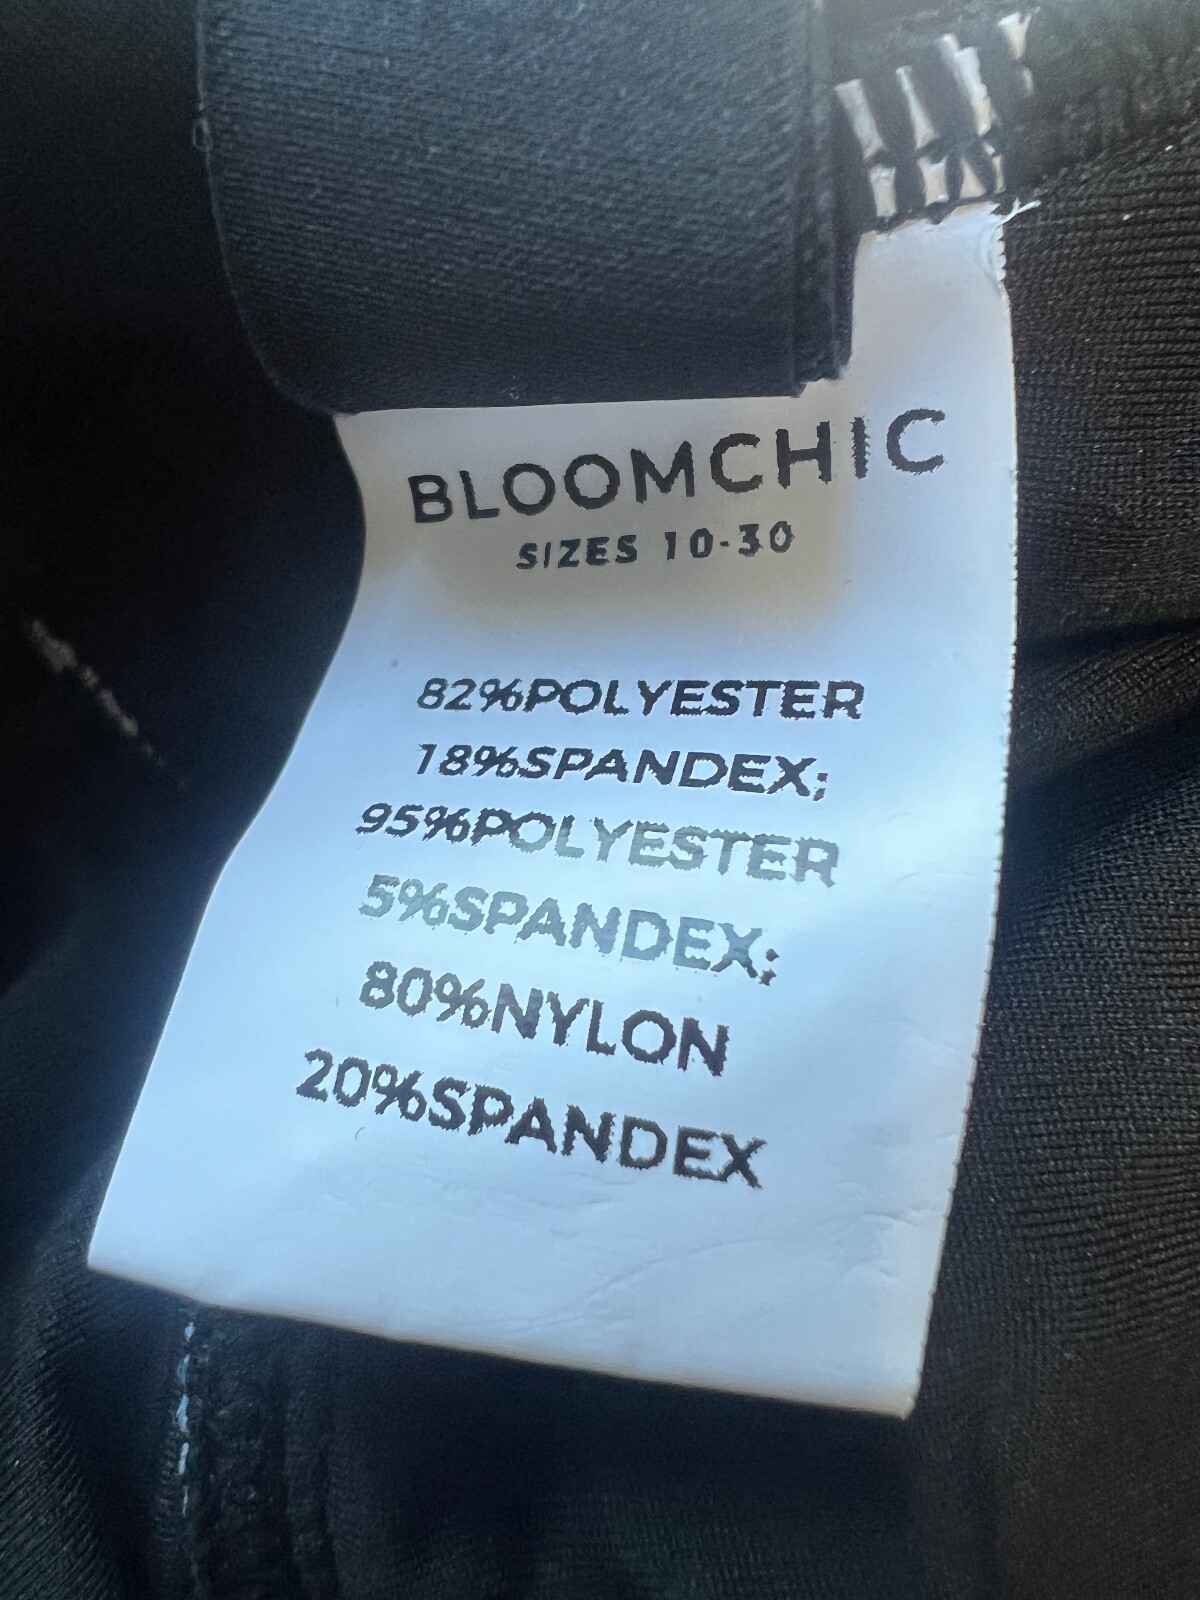 BLOOMCHIC
SIZES 10-30
82%POLYESTER
18%SPANDEX;
95%POLYESTER
5%SPANDEX;
80%NYLON
20%SPANDEX